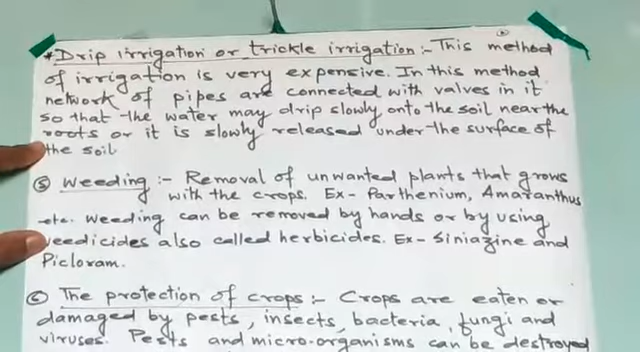 * Drip irrigation or trickle irrigation :- This method
of irrigation is very expensive. In this method
network of pipes are connected with valves in it
so that the water may drip slowly onto the soil near the
roots or it is slowly released under the surface of
the soil
⑤ Weeding :- Removal of unwanted plants that grows
with the crops. Ex - Parthenium, Amaranthus
etc. Weeding can be removed by hands or by using
weedicides also called herbicides. Ex - Siniazine and
Picloram.
⑥ The protection of crops :- Crops are eaten or
damaged by pests, insects, bacteria, fungi and
viruses. Pests and micro-organisms can be destroyed